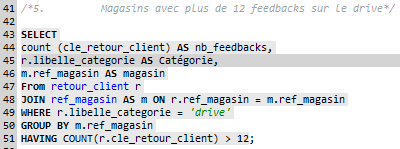 41 /*5. Magasins avec plus de 12 feedbacks sur le drive*/
42
43 SELECT
44 count (cle_retour_client) AS nb_feedbacks,
45 r.libelle_categorie AS Catégorie,
46 m.ref_magasin AS magasin
47 From retour_client r
48 JOIN ref_magasin AS m ON r.ref_magasin = m.ref_magasin
49 WHERE r.libelle_categorie = 'drive'
50 GROUP BY m.ref_magasin
51 HAVING COUNT(r.cle_retour_client) > 12;